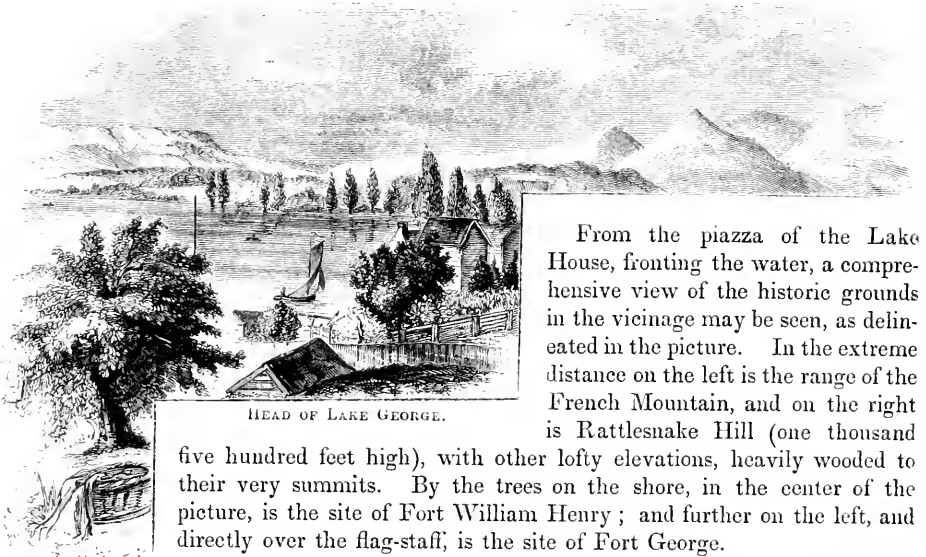 From the piazza of the Lake
House, fronting the water, a compre-
hensive view of the historic grounds
in the vicinage may be seen, as delin-
eated in the picture. In the extreme
distance on the left is the range of the
French Mountain, and on the right
is Rattlesnake Hill (one thousand
five hundred feet high), with other lofty elevations, heavily wooded to
their very summits. By the trees on the shore, in the center of the
picture, is the site of Fort William Henry ; and further on the left, and
directly over the flag-staff, is the site of Fort George.
HEAD OF LAKE GEORGE.